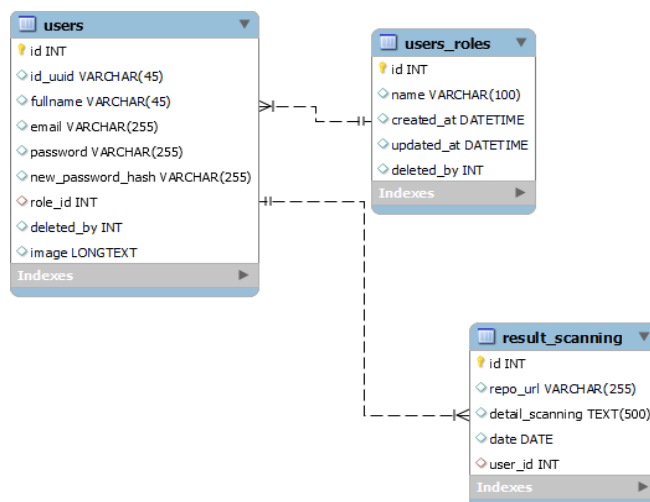 users
id INT
id_uuid VARCHAR(45)
fullname VARCHAR(45)
email VARCHAR(255)
password VARCHAR(255)
new_password_hash VARCHAR(255)
role_id INT
deleted_by INT
image LONGTEXT
Indexes
users_roles
id INT
name VARCHAR(100)
created_at DATETIME
updated_at DATETIME
deleted_by INT
Indexes
result_scanning
id INT
repo_url VARCHAR(255)
detail_scanning TEXT(500)
date DATE
user_id INT
Indexes